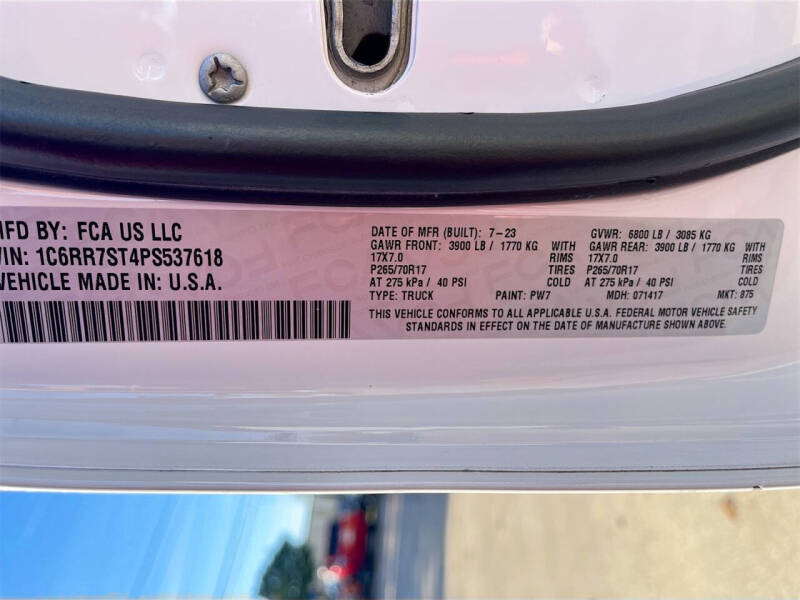 MFD BY: FCA US LLC
VIN: 1C6RR7ST4PS537618
VEHICLE MADE IN: U.S.A.
DATE OF MFR (BUILT): 7-23 GVWR: 6800 LB / 3085 KG
GAWR FRONT: 3900 LB / 1770 KG WITH GAWR REAR: 3900 LB / 1770 KG WITH
17X7.0 RIMS 17X7.0 RIMS
P265/70R17 TIRES P265/70R17 TIRES
AT 275 kPa / 40 PSI COLD AT 275 kPa / 40 PSI COLD
TYPE: TRUCK PAINT: PW7 MDH: 071417 MKT: 875
THIS VEHICLE CONFORMS TO ALL APPLICABLE U.S.A. FEDERAL MOTOR VEHICLE SAFETY
STANDARDS IN EFFECT ON THE DATE OF MANUFACTURE SHOWN ABOVE.